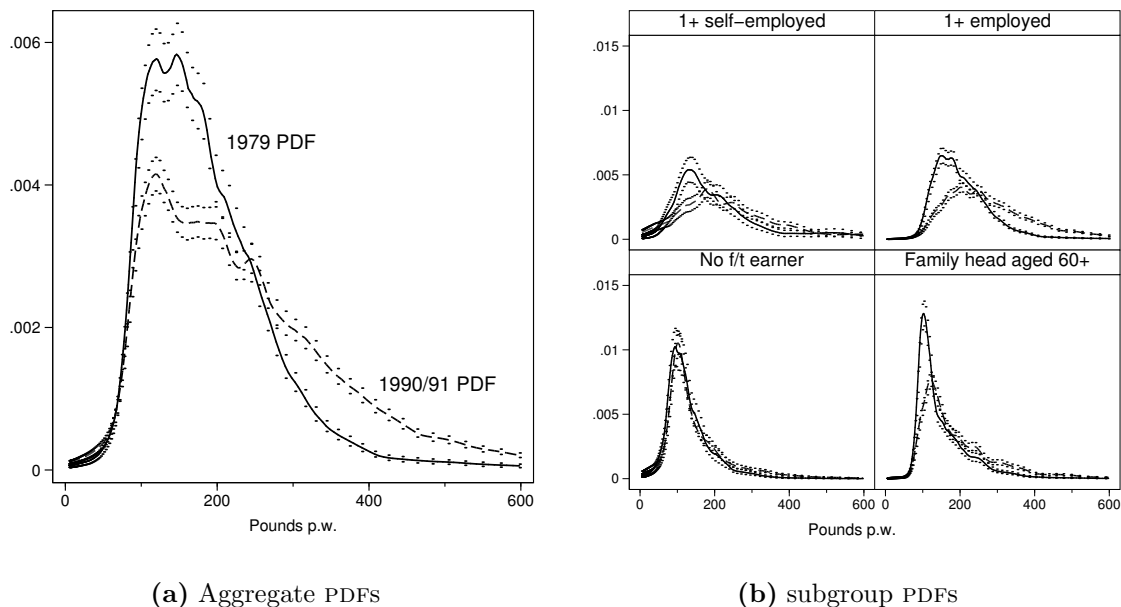 .006
.004
.002
0
1979 PDF
1990/91 PDF
0 200 400 600
Pounds p.w.
(a) Aggregate PDFs
1+ self−employed 1+ employed
.015
.01
.005
0
No f/t earner Family head aged 60+
.015
.01
.005
0
0 200 400 600 0 200 400 600
Pounds p.w.
(b) subgroup PDFs